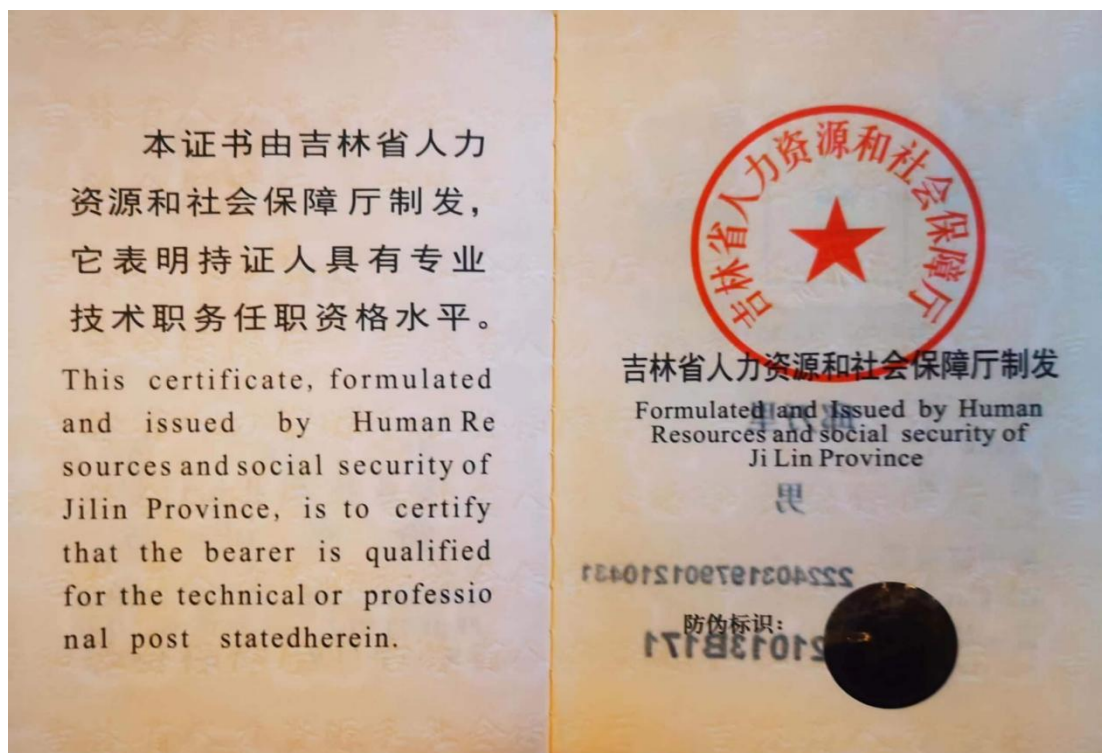 本证书由吉林省人力
资源和社会保障厅制发，
它表明持证人具有专业
技术职务任职资格水平。
This certificate, formulated
and issued by Human Re
sources and social security of
Jilin Province, is to certify
that the bearer is qualified
for the technical or professio
nal post statedherein.
吉林省人力资源和社会保障厅
吉林省人力资源和社会保障厅制发
Formulated and Issued by Human
Resources and social security of
Ji Lin Province
男
222403197901210431
防伪标识：
21013B171